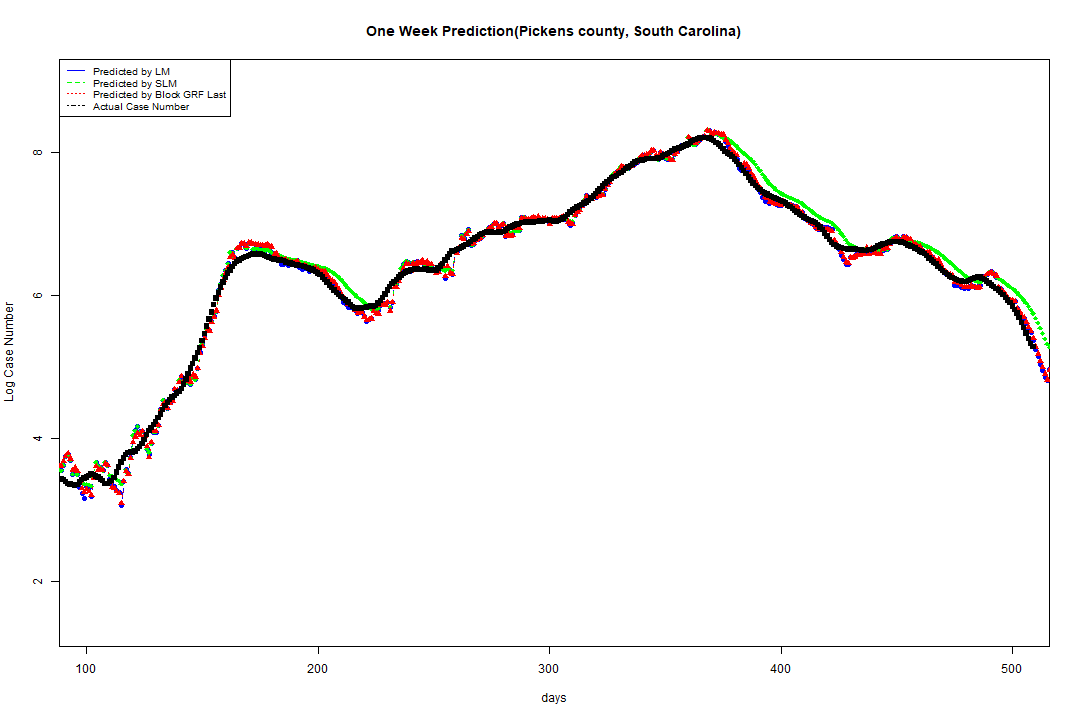 One Week Prediction(Pickens county, South Carolina)
Predicted by LM
Predicted by SLM
Predicted by Block GRF Last
Actual Case Number
8
6
4
2
Log Case Number
100 200 300 400 500
days